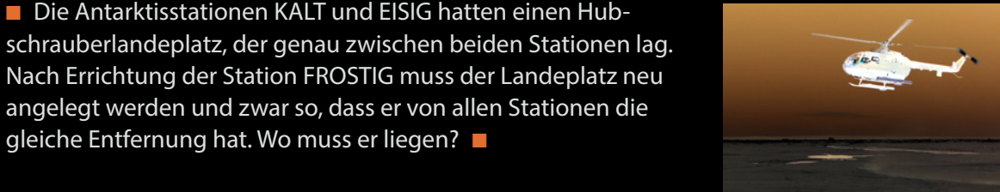 ■ Die Antarktisstationen KALT und EISIG hatten einen Hub-
schrauberlandeplatz, der genau zwischen beiden Stationen lag.
Nach Errichtung der Station FROSTIG muss der Landeplatz neu
angelegt werden und zwar so, dass er von allen Stationen die
gleiche Entfernung hat. Wo muss er liegen? ■